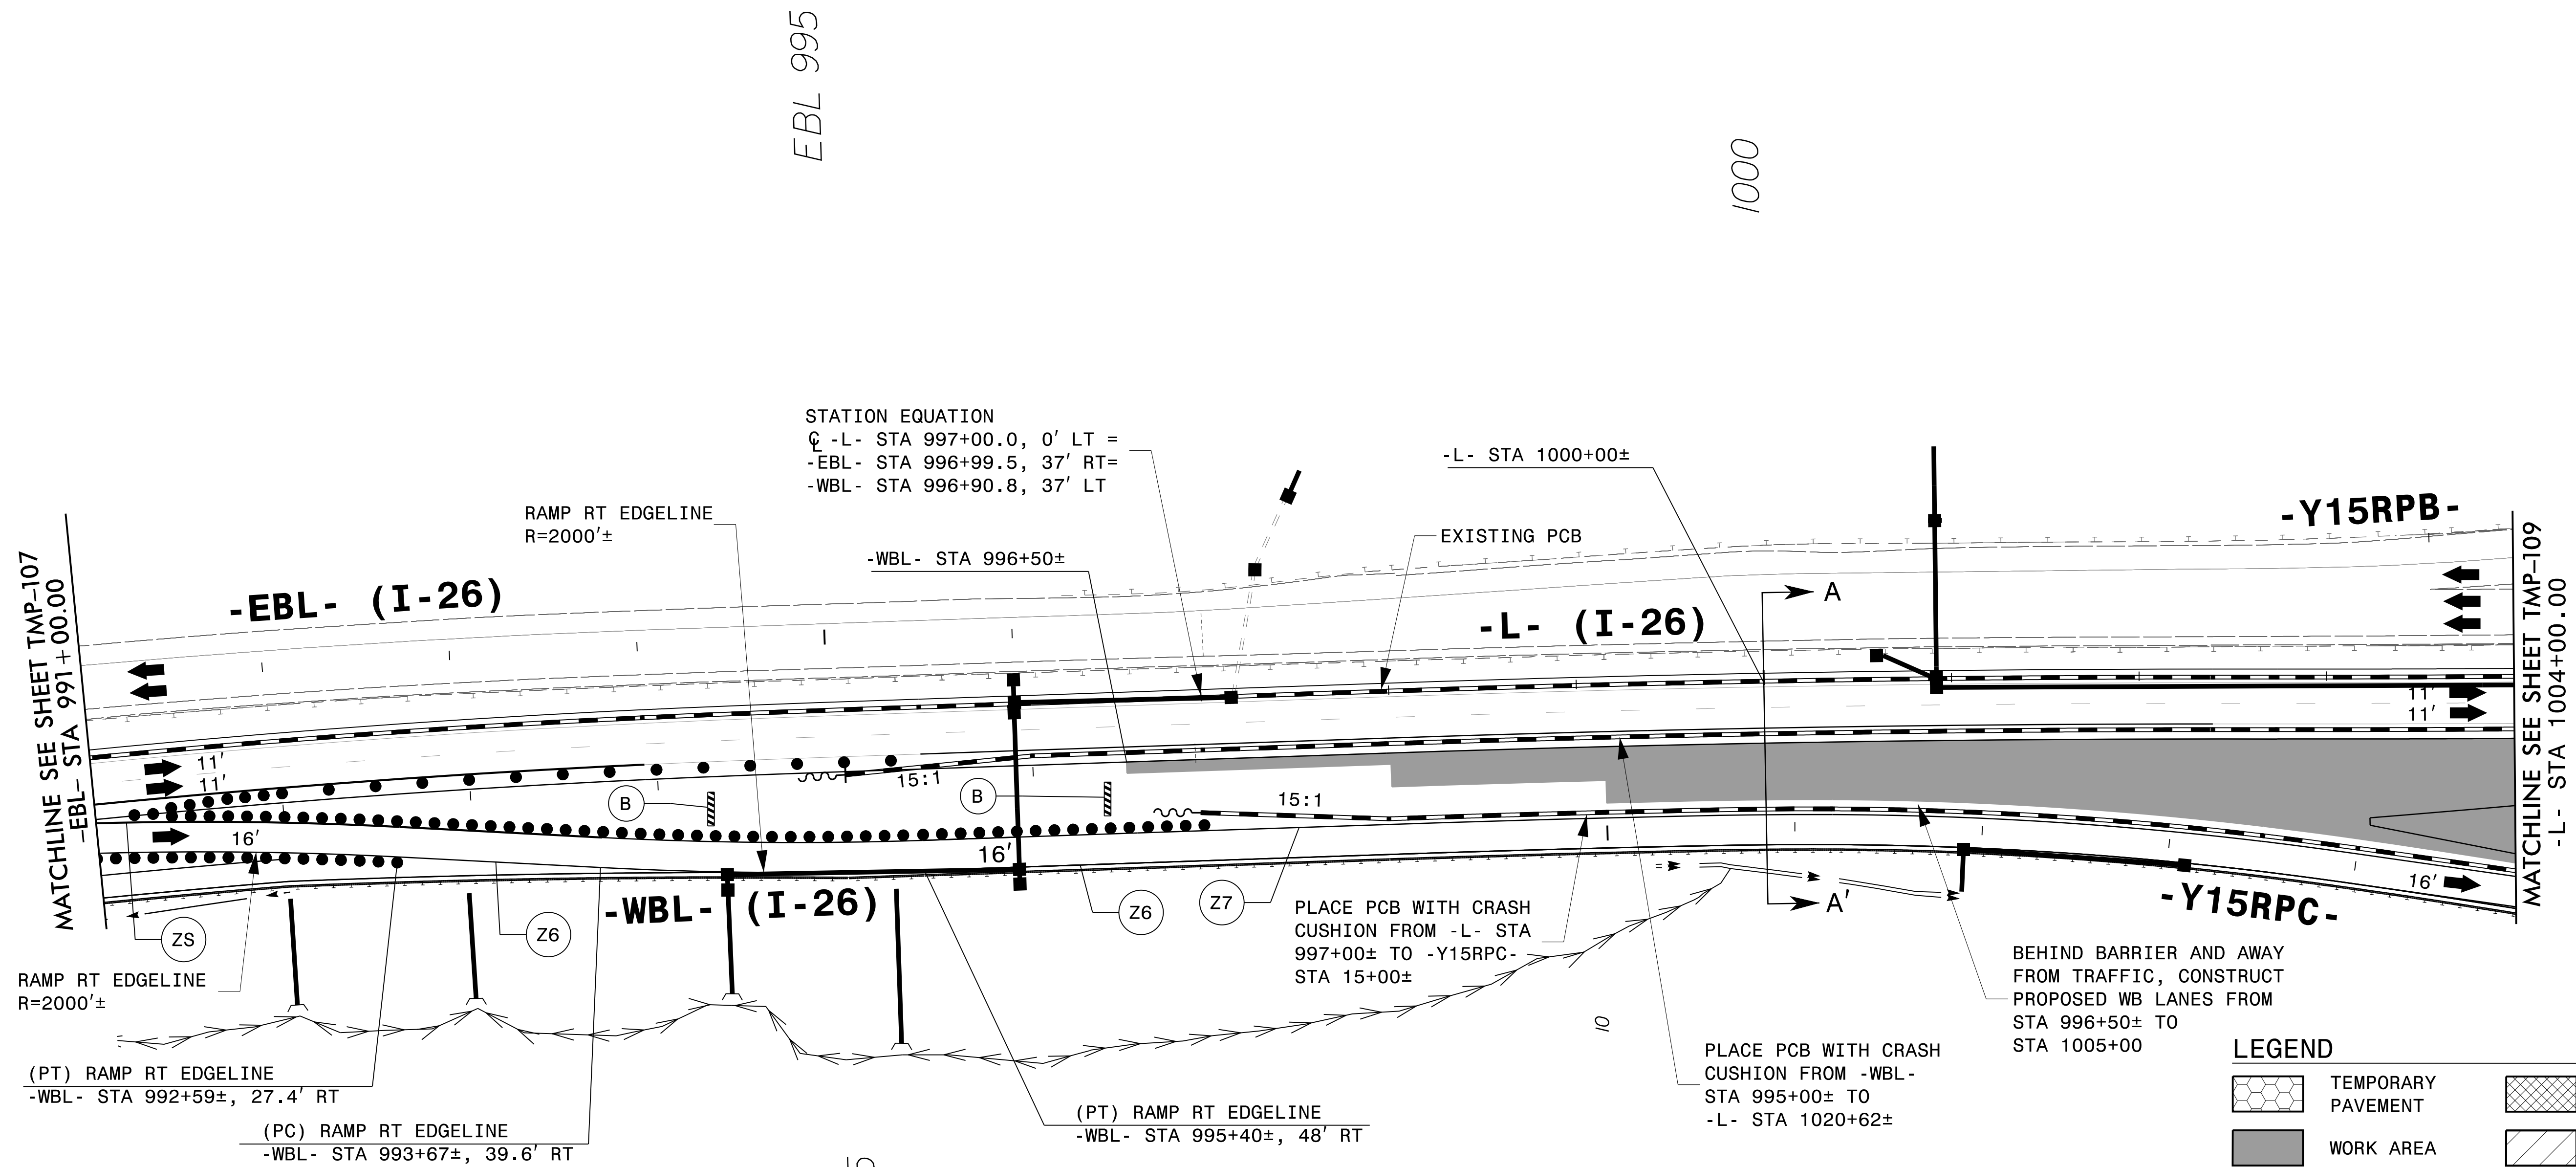 EBL 995
1000
STATION EQUATION
℄ -L- STA 997+00.0, 0' LT =
-EBL- STA 996+99.5, 37' RT=
-WBL- STA 996+90.8, 37' LT
-L- STA 1000+00±
RAMP RT EDGELINE
R=2000'±
-WBL- STA 996+50±
EXISTING PCB
-Y15RPB-
MATCHLINE SEE SHEET TMP-107
-EBL- STA 991+00.00
-EBL- (I-26)
-L- (I-26)
A
MATCHLINE SEE SHEET TMP-109
-L- STA 1004+00.00
11'
11'
11'
11'
15:1
15:1
B
B
16'
16'
16'
-WBL- (I-26)
A'
-Y15RPC-
ZS
Z6
Z6
Z7
RAMP RT EDGELINE
R=2000'±
PLACE PCB WITH CRASH
CUSHION FROM -L- STA
997+00± TO -Y15RPC-
STA 15+00±
BEHIND BARRIER AND AWAY
FROM TRAFFIC, CONSTRUCT
PROPOSED WB LANES FROM
STA 996+50± TO
STA 1005+00
10
PLACE PCB WITH CRASH
CUSHION FROM -WBL-
STA 995+00± TO
-L- STA 1020+62±
(PT) RAMP RT EDGELINE
-WBL- STA 992+59±, 27.4' RT
(PC) RAMP RT EDGELINE
-WBL- STA 993+67±, 39.6' RT
(PT) RAMP RT EDGELINE
-WBL- STA 995+40±, 48' RT
5
LEGEND
TEMPORARY
PAVEMENT
WORK AREA